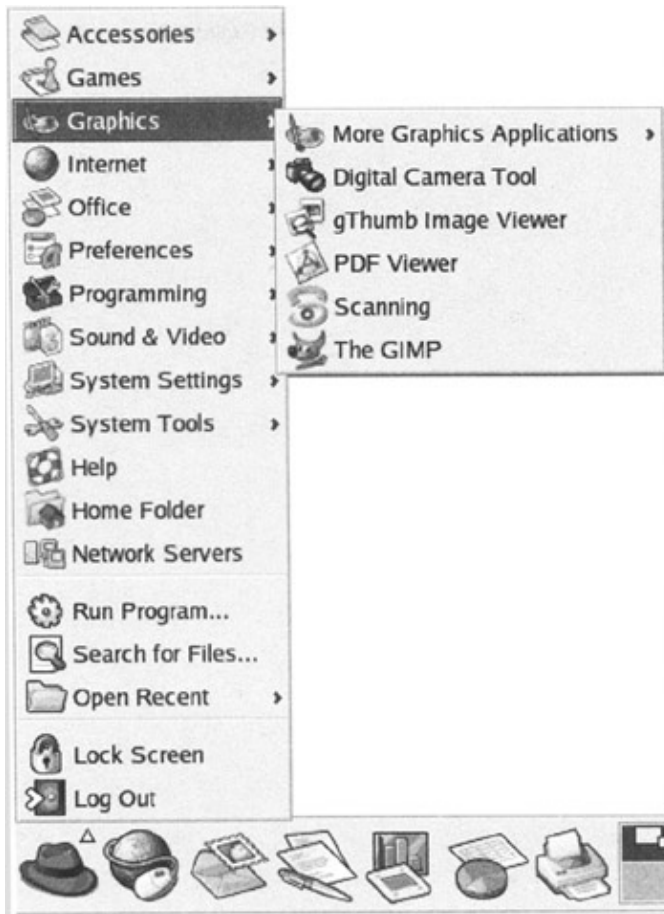 Accessories
Games
Graphics
Internet
Office
Preferences
Programming
Sound & Video
System Settings
System Tools
Help
Home Folder
Network Servers
Run Program...
Search for Files...
Open Recent
Lock Screen
Log Out
More Graphics Applications
Digital Camera Tool
gThumb Image Viewer
PDF Viewer
Scanning
The GIMP